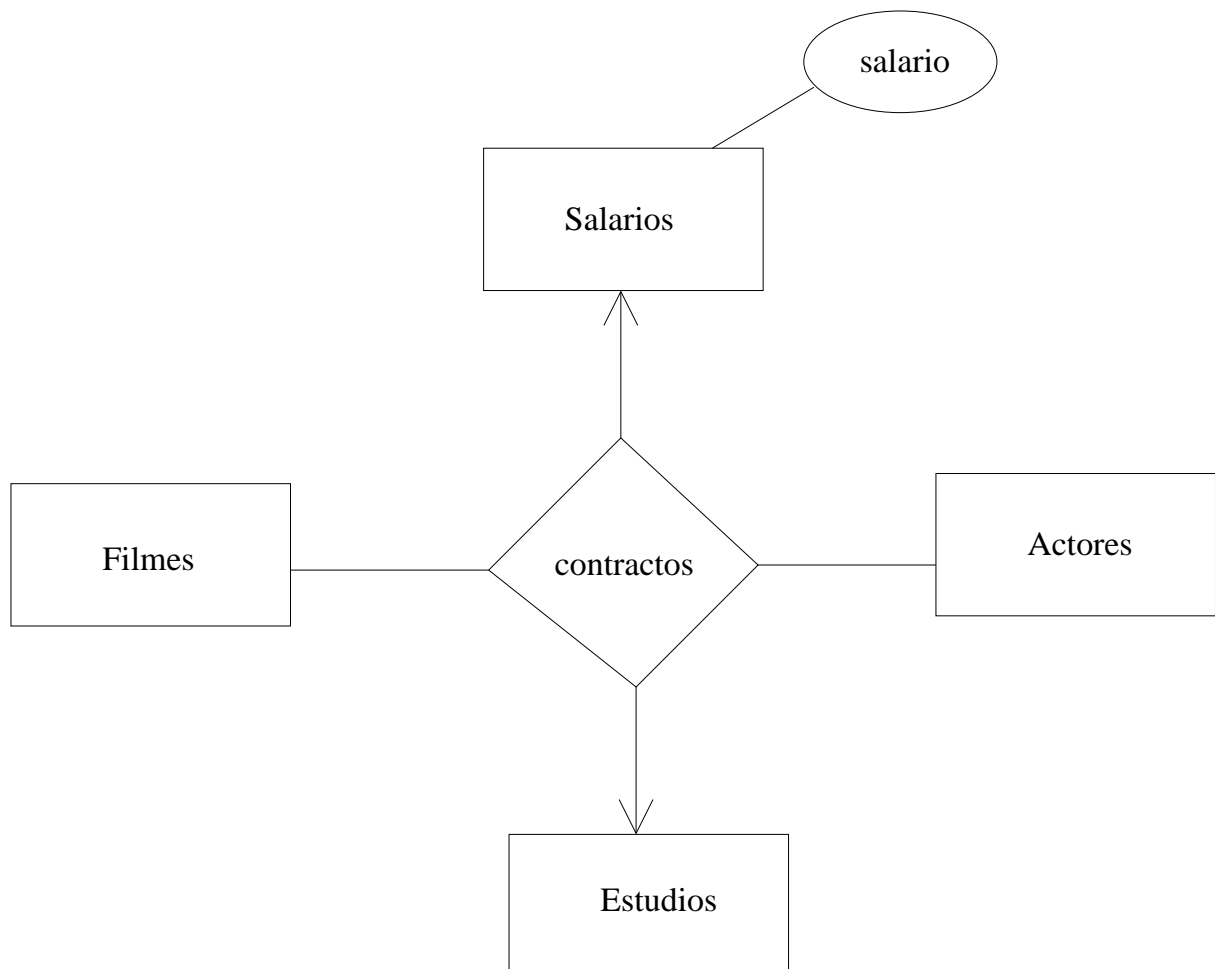 salario
Salarios
Filmes
contractos
Actores
Estudios